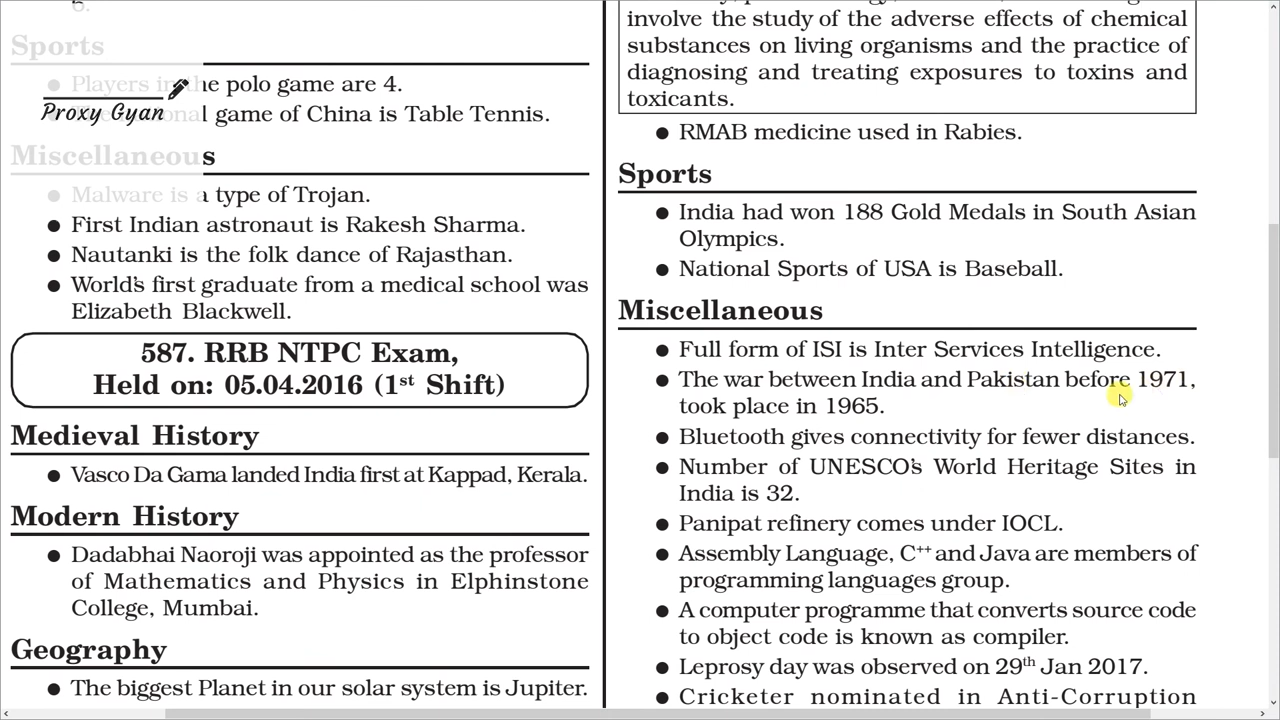 6.
Sports
● Players in the polo game are 4.
Proxy Gyan
● The national game of China is Table Tennis.
Miscellaneous
● Malware is a type of Trojan.
● First Indian astronaut is Rakesh Sharma.
● Nautanki is the folk dance of Rajasthan.
● World's first graduate from a medical school was
Elizabeth Blackwell.
587. RRB NTPC Exam,
Held on: 05.04.2016 (1st Shift)
Medieval History
● Vasco Da Gama landed India first at Kappad, Kerala.
Modern History
● Dadabhai Naoroji was appointed as the professor
of Mathematics and Physics in Elphinstone
College, Mumbai.
Geography
● The biggest Planet in our solar system is Jupiter.
involve the study of the adverse effects of chemical
substances on living organisms and the practice of
diagnosing and treating exposures to toxins and
toxicants.
● RMAB medicine used in Rabies.
Sports
● India had won 188 Gold Medals in South Asian
Olympics.
● National Sports of USA is Baseball.
Miscellaneous
● Full form of ISI is Inter Services Intelligence.
● The war between India and Pakistan before 1971,
took place in 1965.
● Bluetooth gives connectivity for fewer distances.
● Number of UNESCO's World Heritage Sites in
India is 32.
● Panipat refinery comes under IOCL.
● Assembly Language, C++ and Java are members of
programming languages group.
● A computer programme that converts source code
to object code is known as compiler.
● Leprosy day was observed on 29th Jan 2017.
● Cricketer nominated in Anti-Corruption